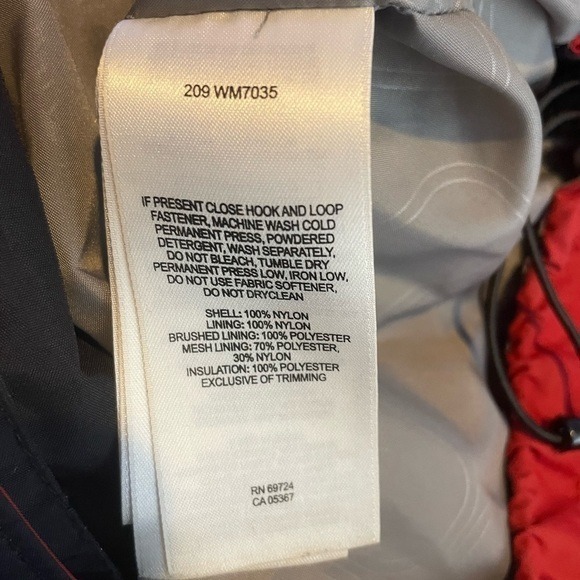 209 WM7035
IF PRESENT CLOSE HOOK AND LOOP
FASTENER, MACHINE WASH COLD
PERMANENT PRESS, POWDERED
DETERGENT, WASH SEPARATELY,
DO NOT BLEACH, TUMBLE DRY
PERMANENT PRESS LOW, IRON LOW,
DO NOT USE FABRIC SOFTENER,
DO NOT DRYCLEAN
SHELL: 100% NYLON
LINING: 100% NYLON
BRUSHED LINING: 100% POLYESTER
MESH LINING: 70% POLYESTER,
30% NYLON
INSULATION: 100% POLYESTER
EXCLUSIVE OF TRIMMING
RN 69724
CA 05367